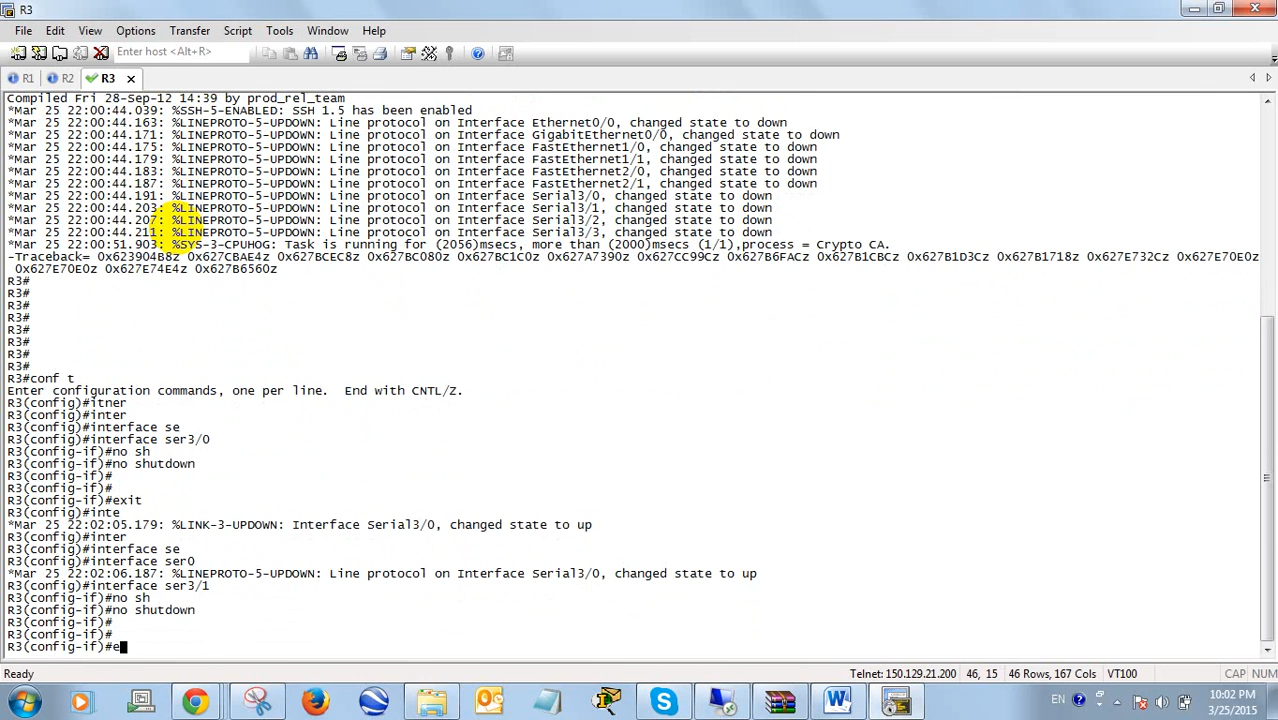 R3
File Edit View Options Transfer Script Tools Window Help
Enter host <Alt+R>
R1 R2 R3
Compiled Fri 28-Sep-12 14:39 by prod_rel_team
*Mar 25 22:00:44.039: %SSH-5-ENABLED: SSH 1.5 has been enabled
*Mar 25 22:00:44.163: %LINEPROTO-5-UPDOWN: Line protocol on Interface Ethernet0/0, changed state to down
*Mar 25 22:00:44.171: %LINEPROTO-5-UPDOWN: Line protocol on Interface GigabitEthernet0/0, changed state to down
*Mar 25 22:00:44.175: %LINEPROTO-5-UPDOWN: Line protocol on Interface FastEthernet1/0, changed state to down
*Mar 25 22:00:44.179: %LINEPROTO-5-UPDOWN: Line protocol on Interface FastEthernet1/1, changed state to down
*Mar 25 22:00:44.183: %LINEPROTO-5-UPDOWN: Line protocol on Interface FastEthernet2/0, changed state to down
*Mar 25 22:00:44.187: %LINEPROTO-5-UPDOWN: Line protocol on Interface FastEthernet2/1, changed state to down
*Mar 25 22:00:44.191: %LINEPROTO-5-UPDOWN: Line protocol on Interface Serial3/0, changed state to down
*Mar 25 22:00:44.203: %LINEPROTO-5-UPDOWN: Line protocol on Interface Serial3/1, changed state to down
*Mar 25 22:00:44.207: %LINEPROTO-5-UPDOWN: Line protocol on Interface Serial3/2, changed state to down
*Mar 25 22:00:44.211: %LINEPROTO-5-UPDOWN: Line protocol on Interface Serial3/3, changed state to down
*Mar 25 22:00:51.903: %SYS-3-CPUHOG: Task is running for (2056)msecs, more than (2000)msecs (1/1),process = Crypto CA.
-Traceback= 0x623904B8z 0x627CBAE4z 0x627BCEC8z 0x627BC080z 0x627BC1C0z 0x627A7390z 0x627CC99Cz 0x627B6FACz 0x627B1CBCz 0x627B1D3Cz 0x627B1718z 0x627E732Cz 0x627E70E0z
0x627E70E0z 0x627E74E4z 0x627B6560z
R3#
R3#
R3#
R3#
R3#
R3#
R3#
R3#
R3#conf t
Enter configuration commands, one per line.  End with CNTL/Z.
R3(config)#itner
R3(config)#inter
R3(config)#interface se
R3(config)#interface ser3/0
R3(config-if)#no sh
R3(config-if)#no shutdown
R3(config-if)#
R3(config-if)#
R3(config-if)#exit
R3(config)#inte
*Mar 25 22:02:05.179: %LINK-3-UPDOWN: Interface Serial3/0, changed state to up
R3(config)#inter
R3(config)#interface se
R3(config)#interface ser0
*Mar 25 22:02:06.187: %LINEPROTO-5-UPDOWN: Line protocol on Interface Serial3/0, changed state to up
R3(config)#interface ser3/1
R3(config-if)#no sh
R3(config-if)#no shutdown
R3(config-if)#
R3(config-if)#
R3(config-if)#e
Ready Telnet: 150.129.21.200 46, 15 46 Rows, 167 Cols VT100 CAP NUM
EN 10:02 PM
3/25/2015